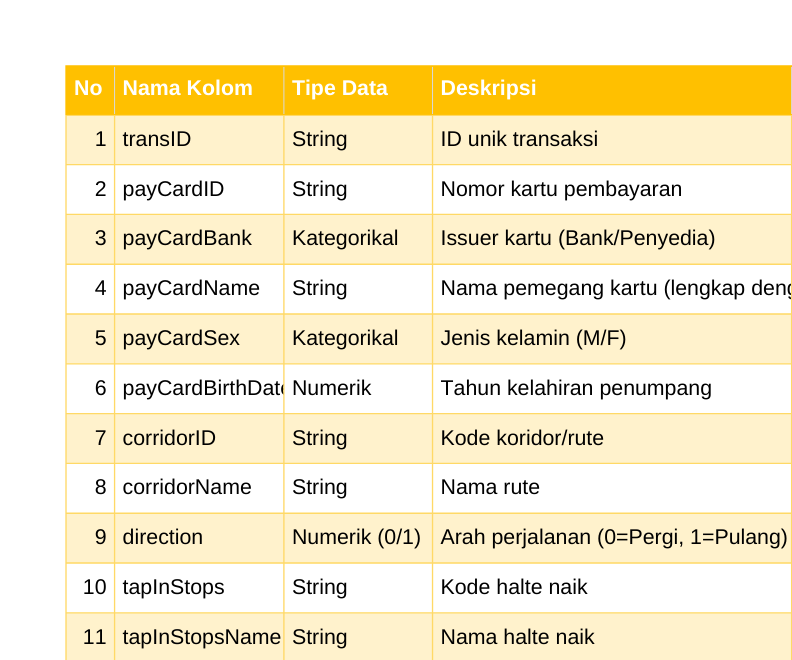 No Nama Kolom Tipe Data Deskripsi
1 transID String ID unik transaksi
2 payCardID String Nomor kartu pembayaran
3 payCardBank Kategorikal Issuer kartu (Bank/Penyedia)
4 payCardName String Nama pemegang kartu (lengkap
5 payCardSex Kategorikal Jenis kelamin (M/F)
6 payCardBirthDate Numerik Tahun kelahiran penumpang
7 corridorID String Kode koridor/rute
8 corridorName String Nama rute
9 direction Numerik (0/1) Arah perjalanan (0=Pergi, 1=Pulang)
10 tapInStops String Kode halte naik
11 tapInStopsName String Nama halte naik